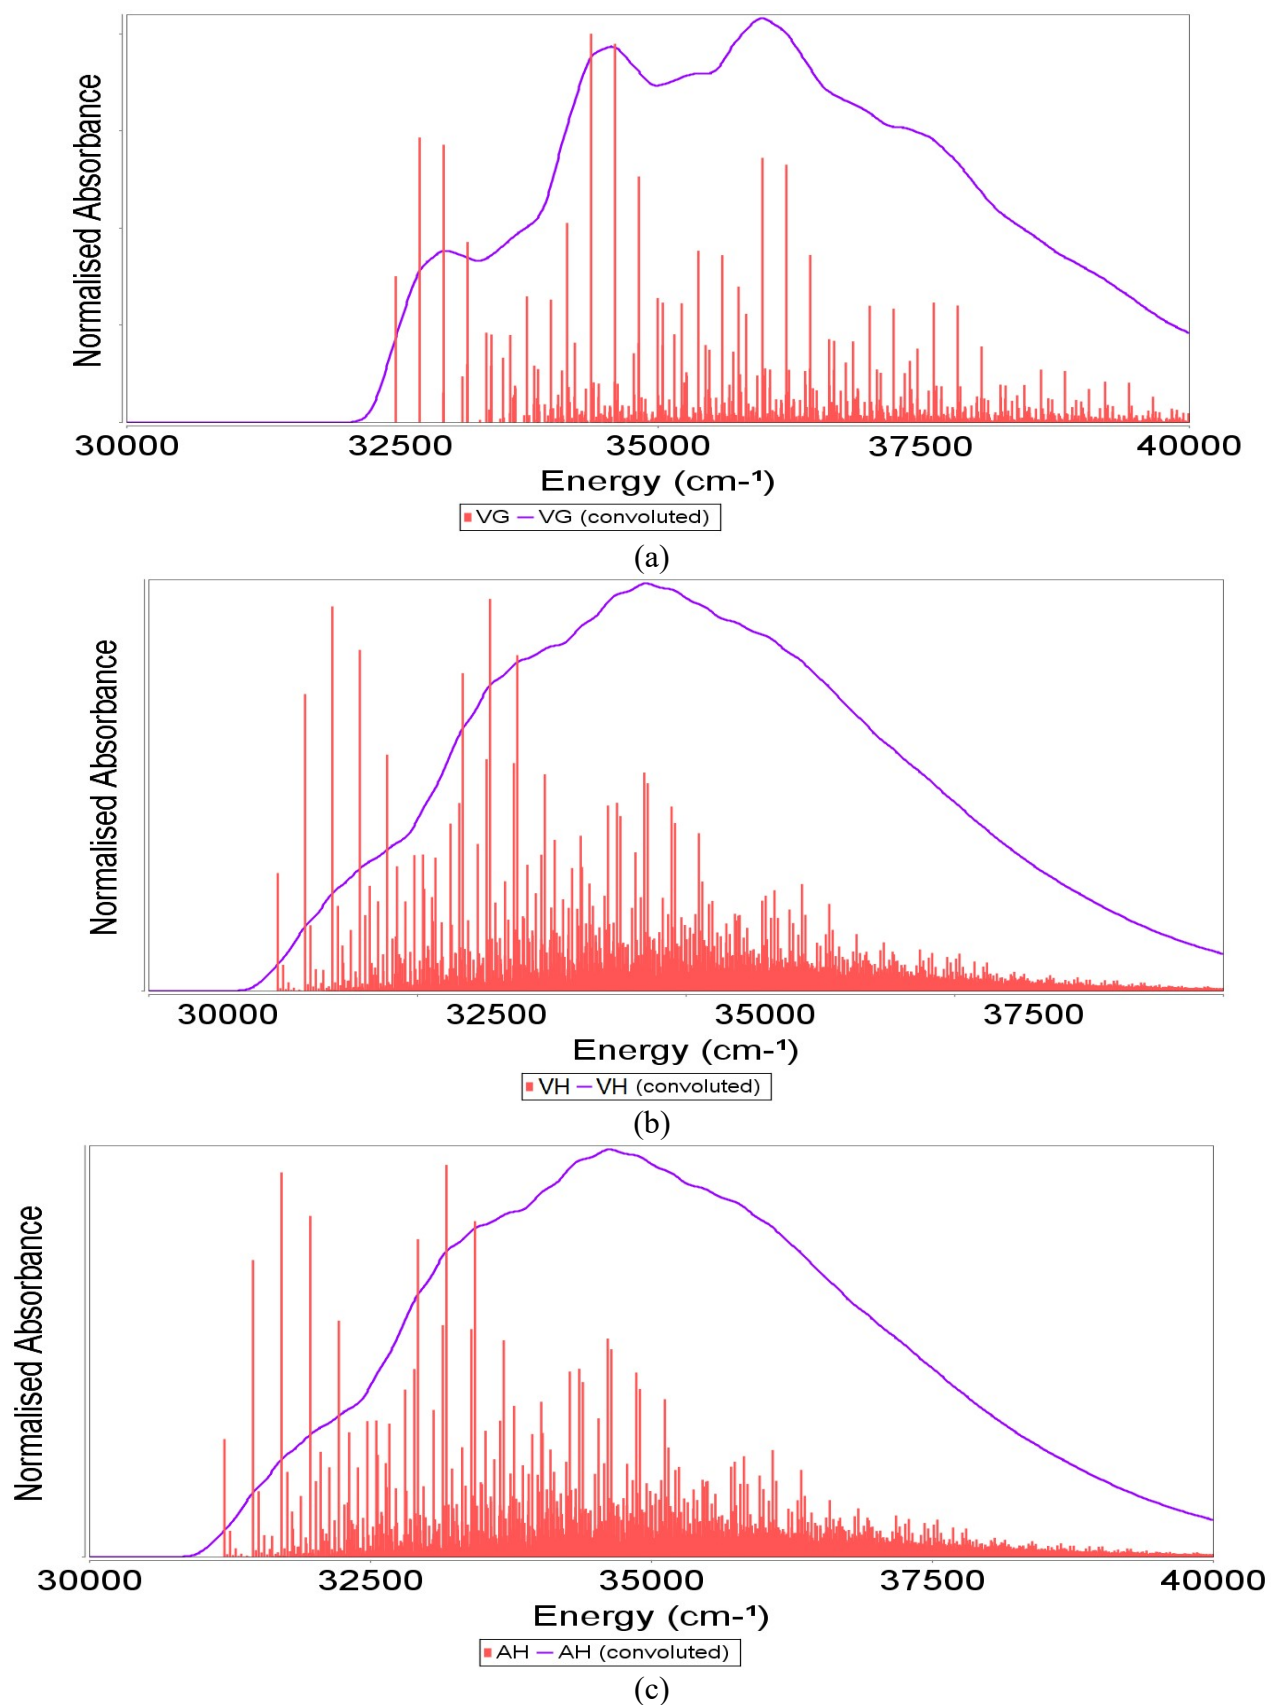 Normalised Absorbance
30000 32500 35000 37500 40000
Energy (cm-¹)
VG VG (convoluted)
(a)
Normalised Absorbance
30000 32500 35000 37500
Energy (cm-¹)
VH VH (convoluted)
(b)
Normalised Absorbance
30000 32500 35000 37500 40000
Energy (cm-¹)
AH AH (convoluted)
(c)